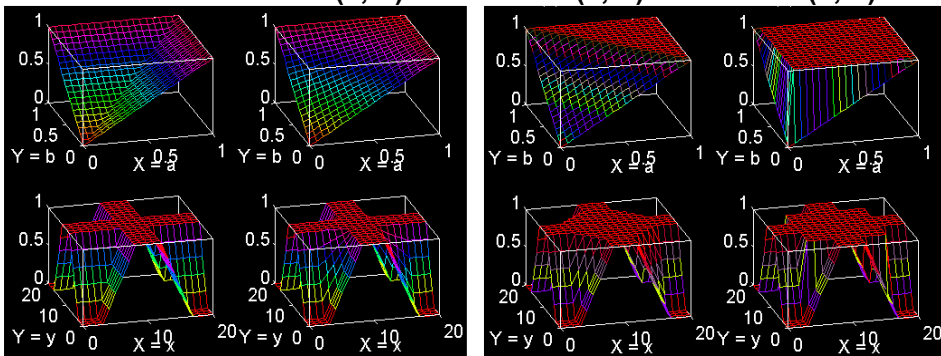 1 1 1 1
0.5 0.5 0.5 0.5
0 0 0 0
1 1 1 1
0.5 1 0.5 1 0.5 1 0.5 1
Y = b 0 0.5 Y = b 0 0.5 Y = b 0 0.5 Y = b 0 0.5
0 X = a 0 X = a 0 X = a 0 X = a
1 1 1 1
0.5 0.5 0.5 0.5
0 0 0 0
20 20 20 20
10 10 10 10
Y = y 0 10 20 Y = y 0 10 20 Y = y 0 10 20 Y = y 0 10 20
0 X = x 0 X = x 0 X = x 0 X = x